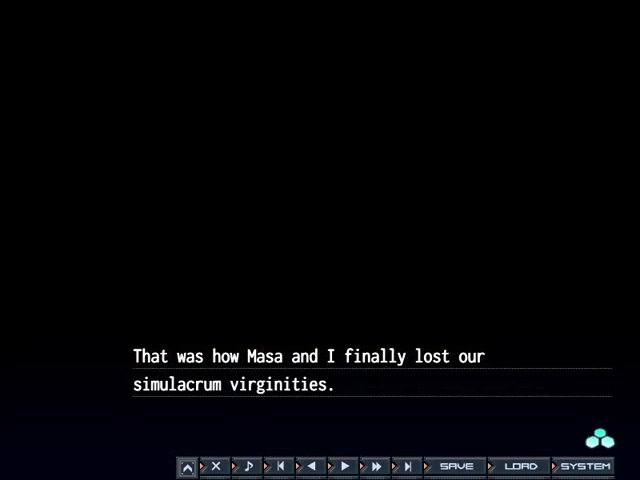 That was how Masa and I finally lost our
simulacrum virginities.
SAVE LOAD SYSTEM